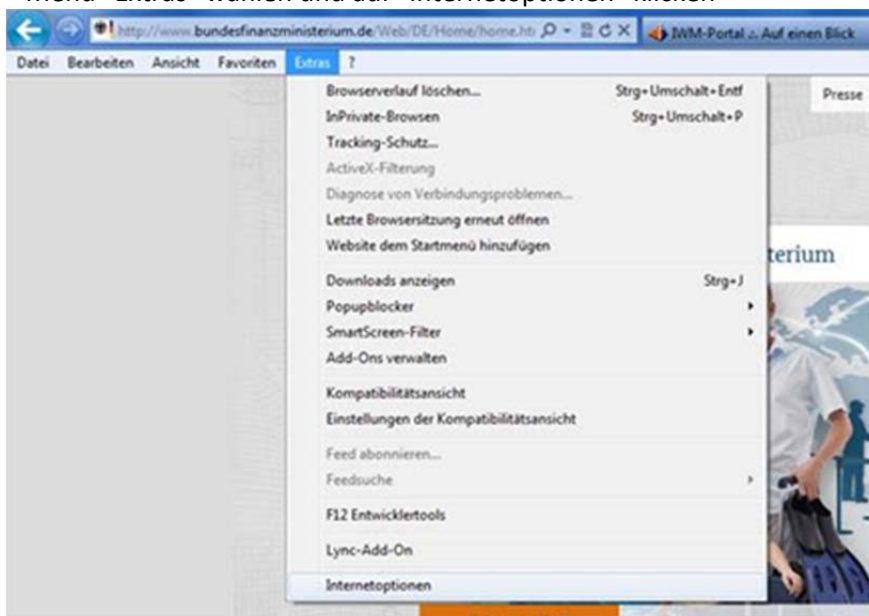 Menü "Extras" wählen und auf "Internetoptionen" klicken
http://www.bundesfinanzministerium.de/Web/DE/Home/home.ht
IWM-Portal .:. Auf einen Blick
Datei Bearbeiten Ansicht Favoriten Extras ?
Browserverlauf löschen... Strg+Umschalt+Entf
Presse
InPrivate-Browsen Strg+Umschalt+P
Tracking-Schutz...
ActiveX-Filterung
Diagnose von Verbindungsproblemen...
Letzte Browsersitzung erneut öffnen
Website dem Startmenü hinzufügen
terium
Downloads anzeigen Strg+J
Popupblocker
SmartScreen-Filter
Add-Ons verwalten
Kompatibilitätsansicht
Einstellungen der Kompatibilitätsansicht
Feed abonnieren...
Feedsuche
F12 Entwicklertools
Lync-Add-On
Internetoptionen